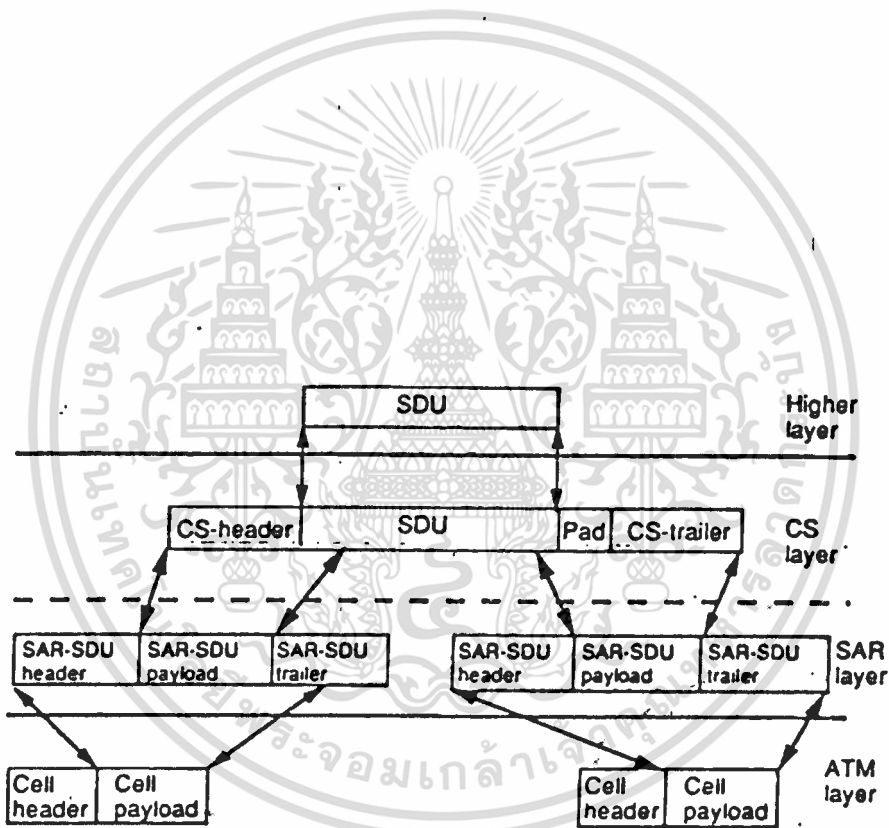 SDU
Higher
layer
CS-header
SDU
Pad
CS-trailer
CS
layer
SAR-SDU
header
SAR-SDU
payload
SAR-SDU
trailer
SAR-SDU
header
SAR-SDU
payload
SAR-SDU
trailer
SAR
layer
Cell
header
Cell
payload
Cell
header
Cell
payload
ATM
layer